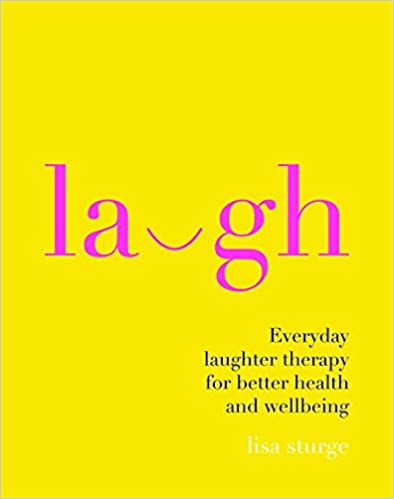 laugh
Everyday
laughter therapy
for better health
and wellbeing
lisa sturge